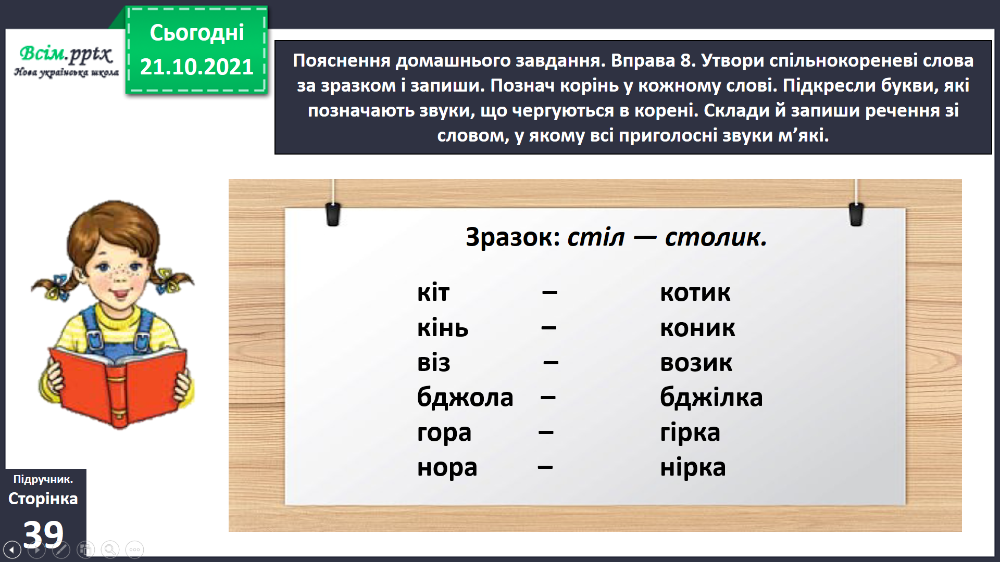 Сьогодні
21.10.2021
Всім.pptx
Нова українська школа
Пояснення домашнього завдання. Вправа 8. Утвори спільнокореневі слова
за зразком і запиши. Познач корінь у кожному слові. Підкресли букви, які
позначають звуки, що чергуються в корені. Склади й запиши речення зі
словом, у якому всі приголосні звуки м’які.
Зразок: стіл — столик.
кіт – котик
кінь – коник
віз – возик
бджола – бджілка
гора – гірка
нора – нірка
Підручник.
Сторінка
39